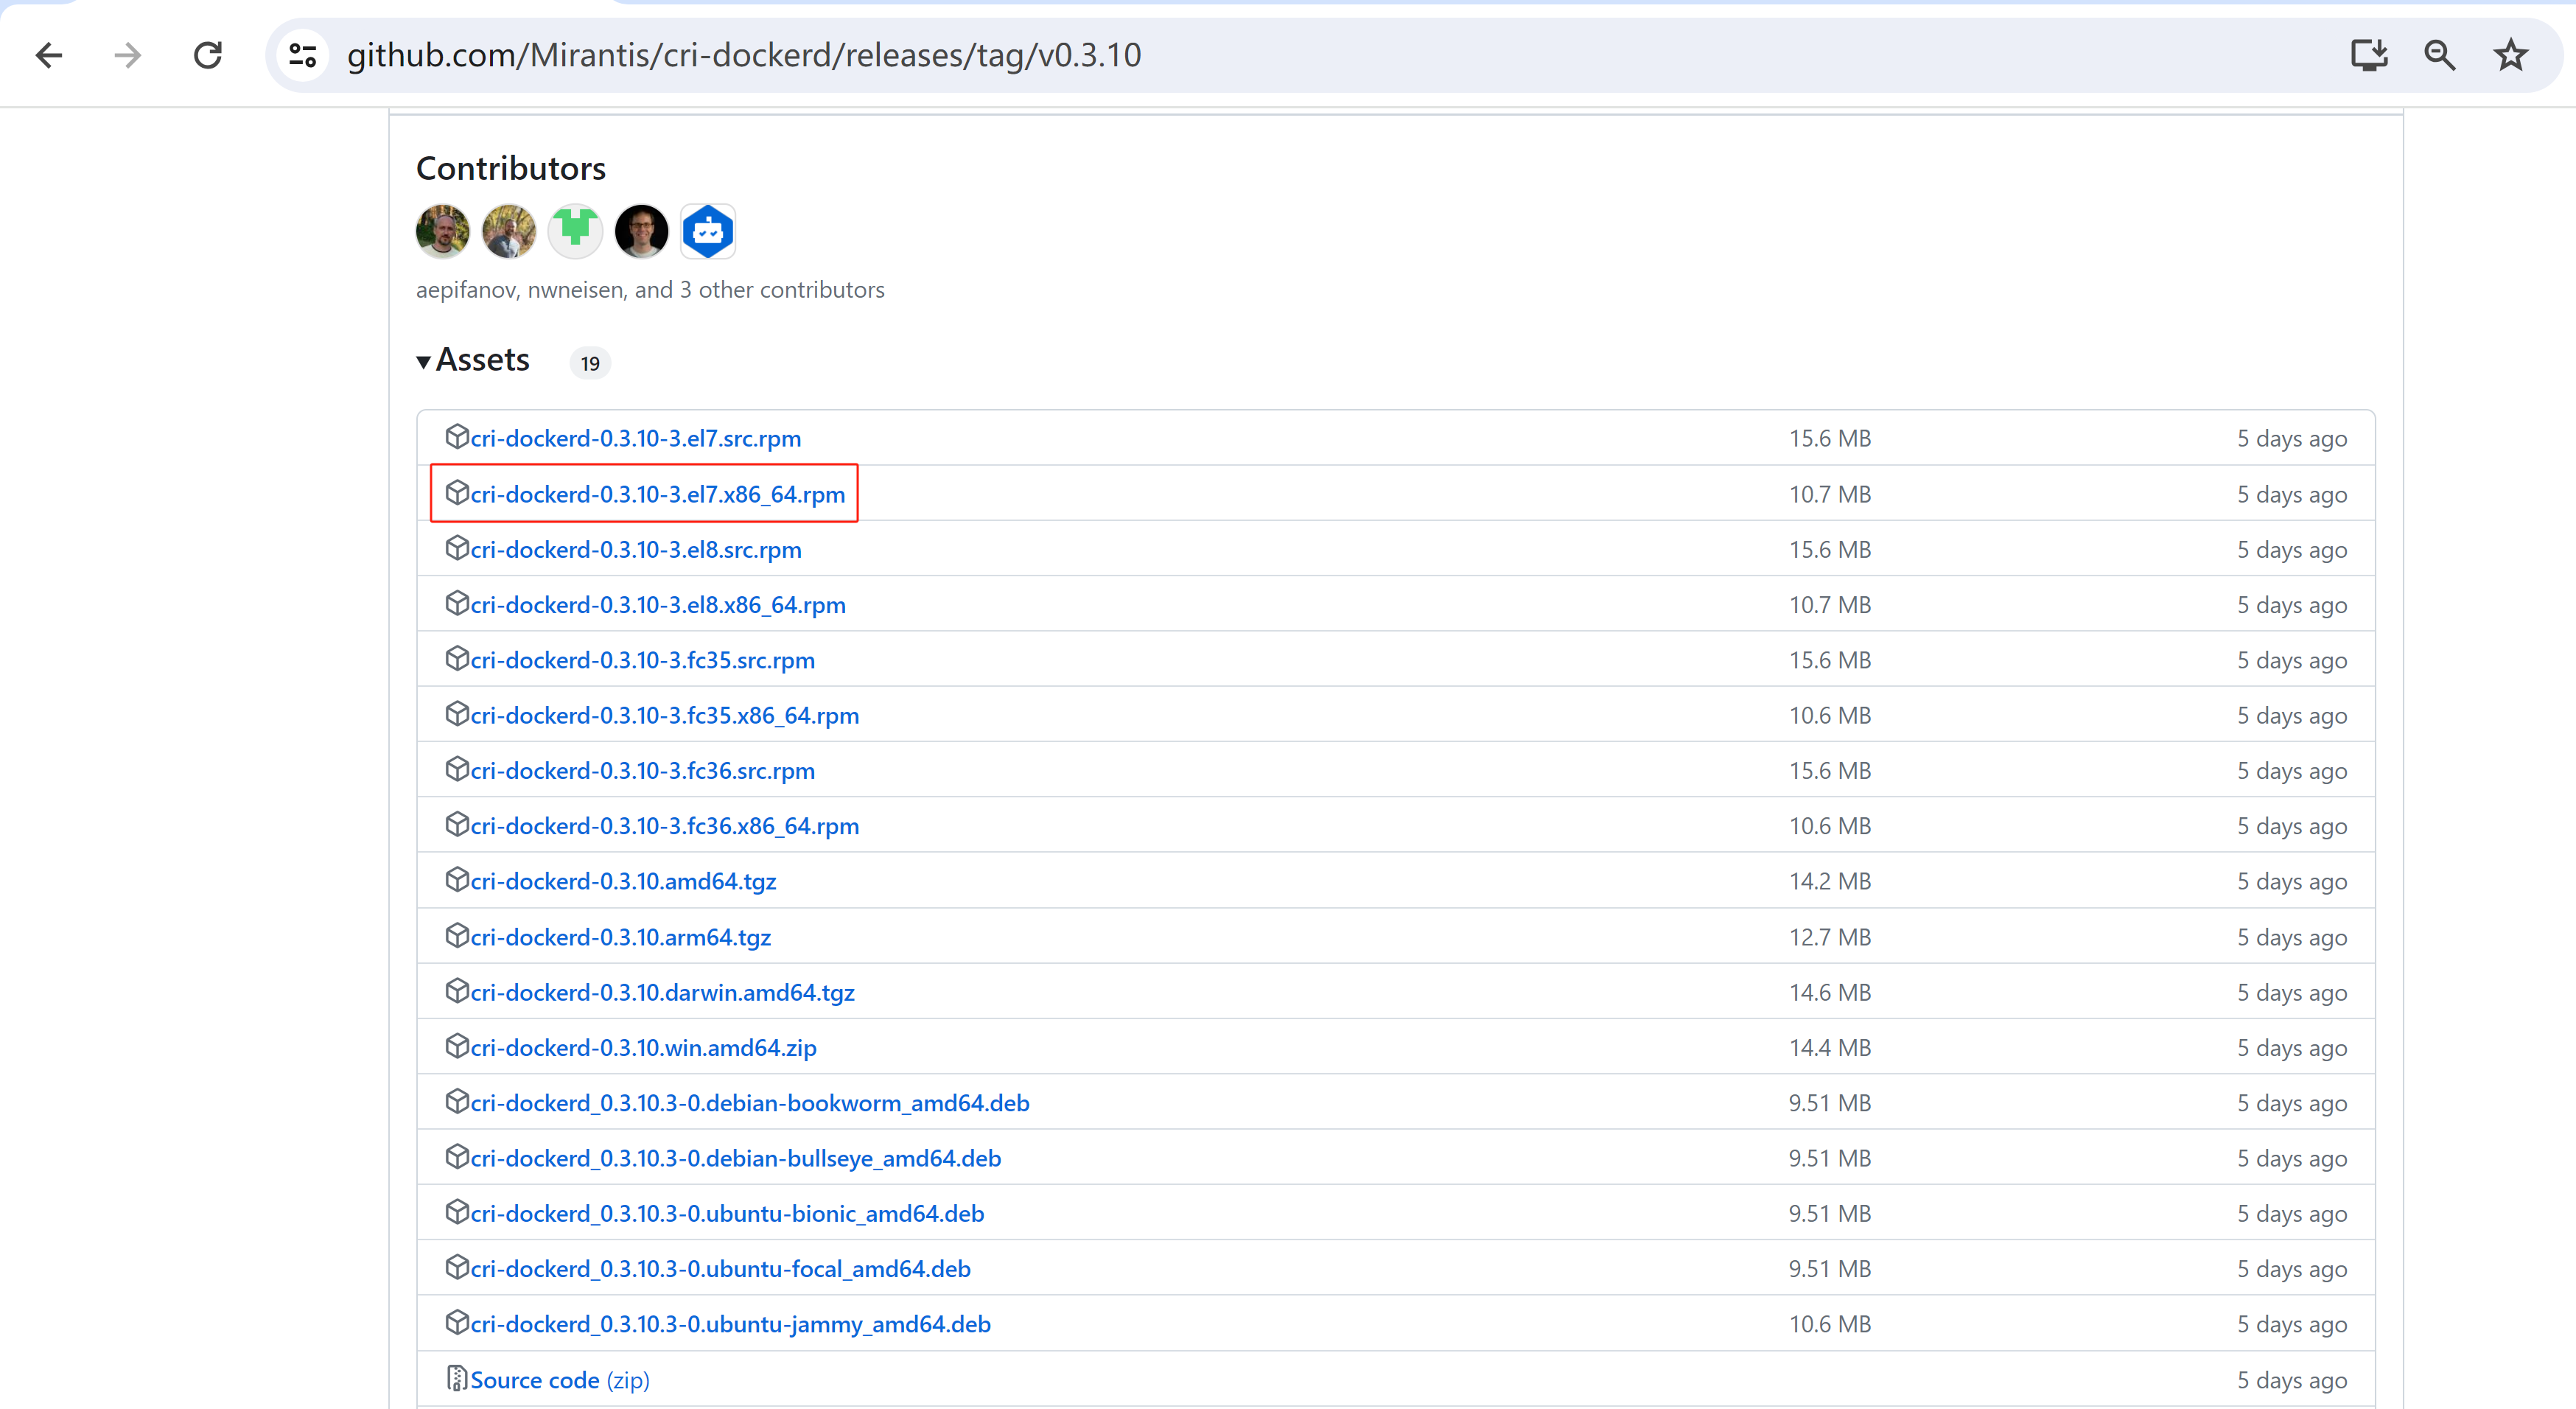 github.com/Mirantis/cri-dockerd/releases/tag/v0.3.10
Contributors
aepifanov, nwneisen, and 3 other contributors
Assets 19
cri-dockerd-0.3.10-3.el7.src.rpm 15.6 MB 5 days ago
cri-dockerd-0.3.10-3.el7.x86_64.rpm 10.7 MB 5 days ago
cri-dockerd-0.3.10-3.el8.src.rpm 15.6 MB 5 days ago
cri-dockerd-0.3.10-3.el8.x86_64.rpm 10.7 MB 5 days ago
cri-dockerd-0.3.10-3.fc35.src.rpm 15.6 MB 5 days ago
cri-dockerd-0.3.10-3.fc35.x86_64.rpm 10.6 MB 5 days ago
cri-dockerd-0.3.10-3.fc36.src.rpm 15.6 MB 5 days ago
cri-dockerd-0.3.10-3.fc36.x86_64.rpm 10.6 MB 5 days ago
cri-dockerd-0.3.10.amd64.tgz 14.2 MB 5 days ago
cri-dockerd-0.3.10.arm64.tgz 12.7 MB 5 days ago
cri-dockerd-0.3.10.darwin.amd64.tgz 14.6 MB 5 days ago
cri-dockerd-0.3.10.win.amd64.zip 14.4 MB 5 days ago
cri-dockerd_0.3.10.3-0.debian-bookworm_amd64.deb 9.51 MB 5 days ago
cri-dockerd_0.3.10.3-0.debian-bullseye_amd64.deb 9.51 MB 5 days ago
cri-dockerd_0.3.10.3-0.ubuntu-bionic_amd64.deb 9.51 MB 5 days ago
cri-dockerd_0.3.10.3-0.ubuntu-focal_amd64.deb 9.51 MB 5 days ago
cri-dockerd_0.3.10.3-0.ubuntu-jammy_amd64.deb 10.6 MB 5 days ago
Source code (zip) 5 days ago